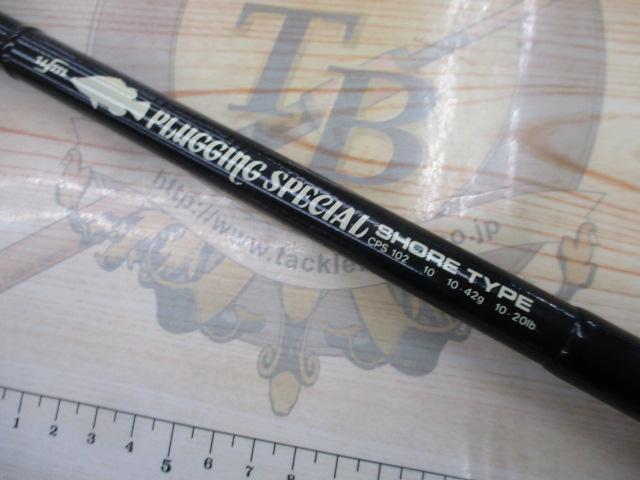 ufm
PLUGGING SPECIAL
SHORE TYPE
CPS 102 10 10-42g 10-20lb
TB
http://www.tackle
o.jp
1 2 3 4 5 6 7 8